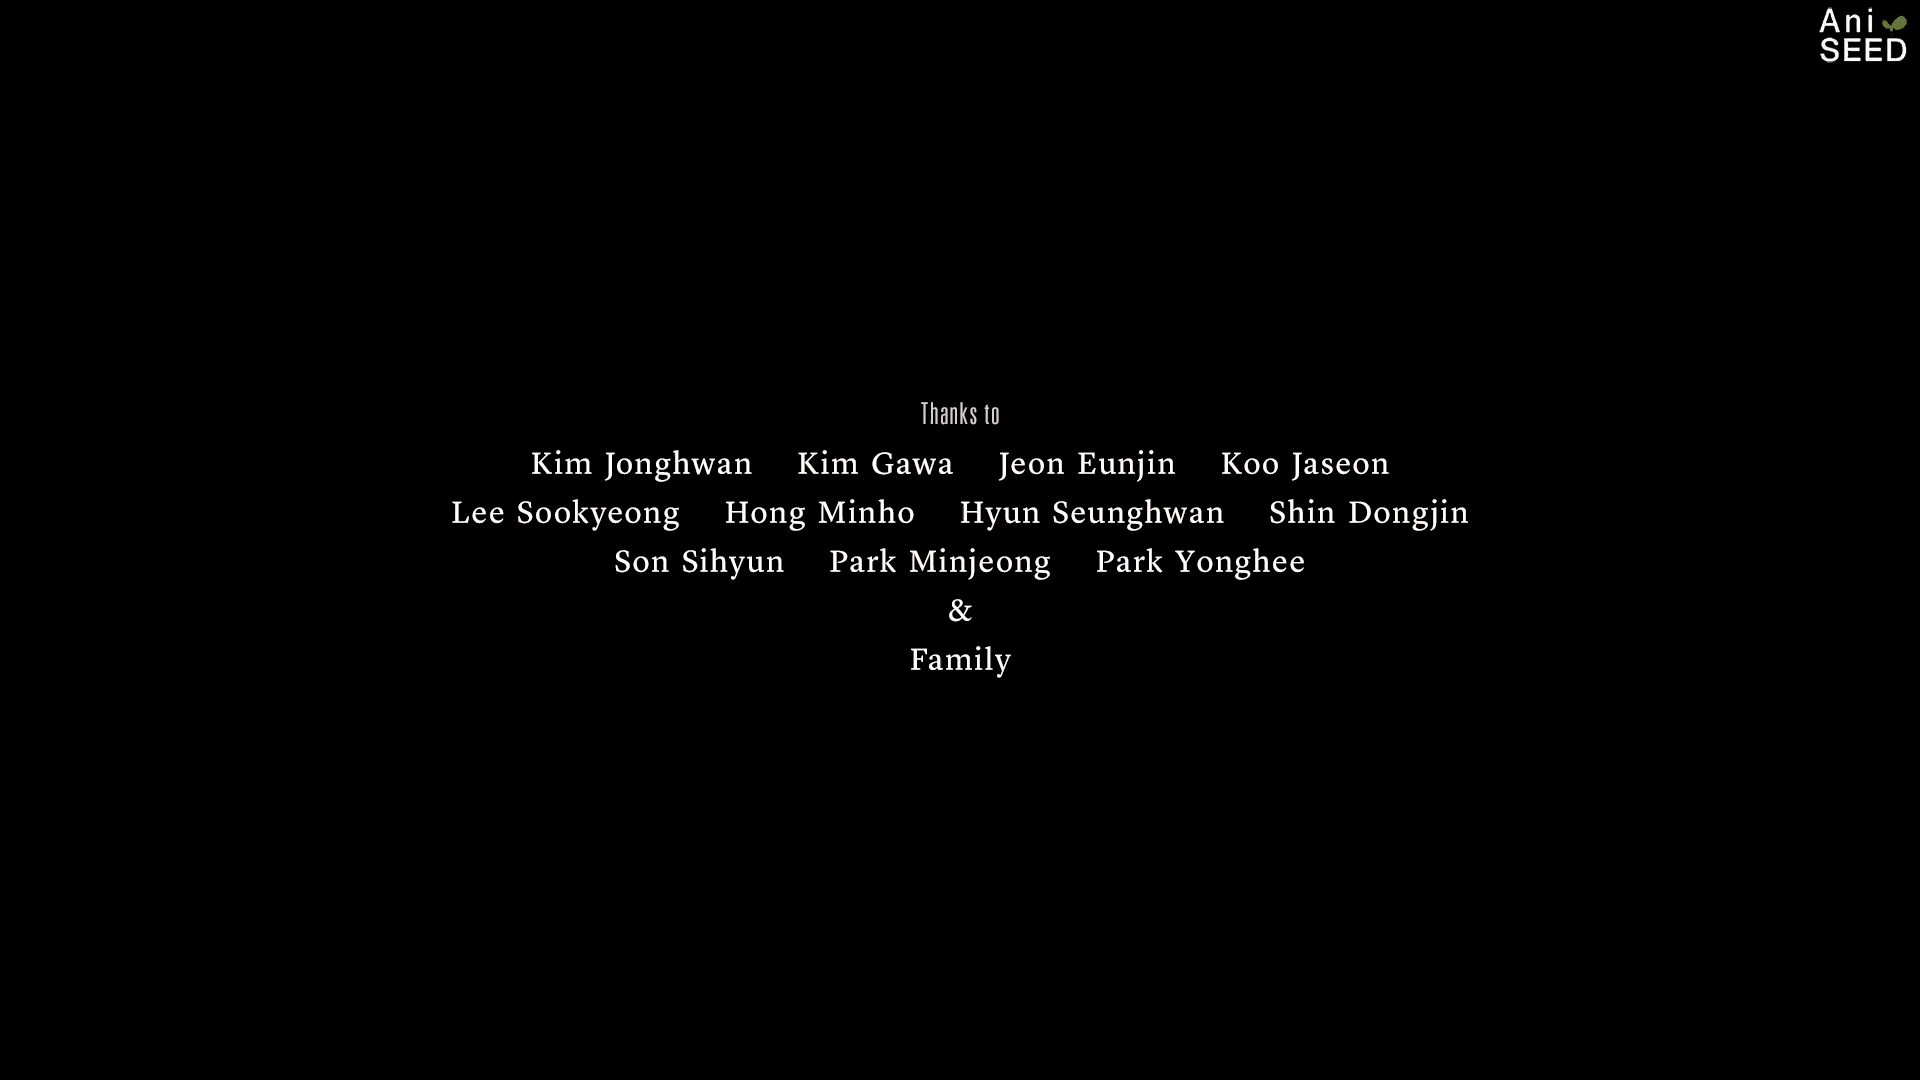 Ani
SEED
Thanks to
Kim Jonghwan Kim Gawa Jeon Eunjin Koo Jaseon
Lee Sookyeong Hong Minho Hyun Seunghwan Shin Dongjin
Son Sihyun Park Minjeong Park Yonghee
&
Family